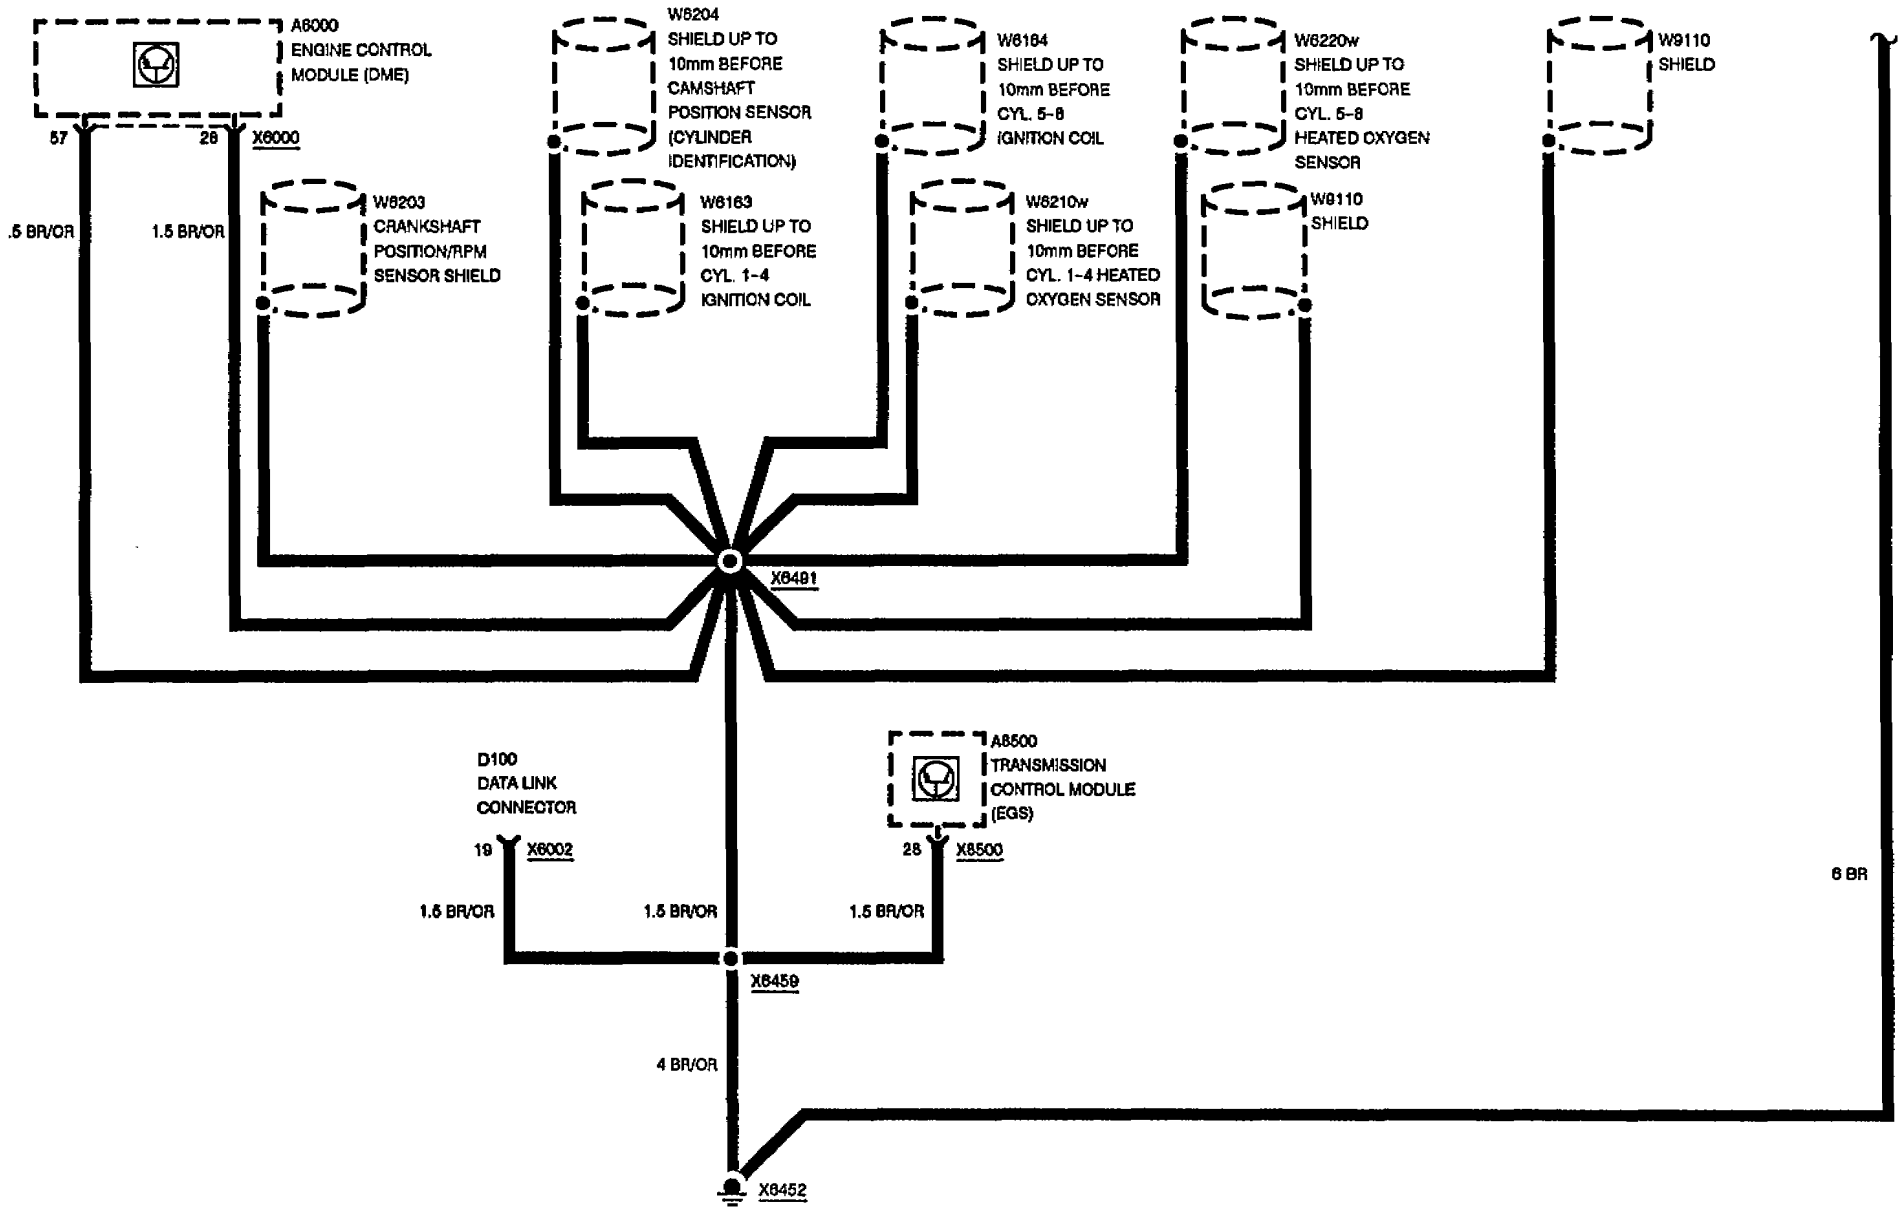 A6000
ENGINE CONTROL
MODULE (DME)
57
28
X6000
.5 BR/OR
1.5 BR/OR
W6203
CRANKSHAFT
POSITION/RPM
SENSOR SHIELD
W6204
SHIELD UP TO
10mm BEFORE
CAMSHAFT
POSITION SENSOR
(CYLINDER
IDENTIFICATION)
W6163
SHIELD UP TO
10mm BEFORE
CYL. 1-4
IGNITION COIL
W6164
SHIELD UP TO
10mm BEFORE
CYL. 5-8
IGNITION COIL
W6210w
SHIELD UP TO
10mm BEFORE
CYL. 1-4 HEATED
OXYGEN SENSOR
W6220w
SHIELD UP TO
10mm BEFORE
CYL. 5-8
HEATED OXYGEN
SENSOR
W9110
SHIELD
W9110
SHIELD
X6491
D100
DATA LINK
CONNECTOR
19
X6002
A8500
TRANSMISSION
CONTROL MODULE
(EGS)
28
X8500
1.5 BR/OR
1.5 BR/OR
1.5 BR/OR
X6459
6 BR
4 BR/OR
X6452